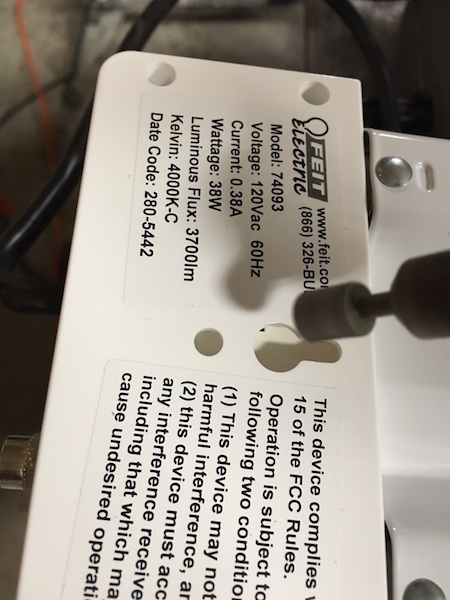 FEIT
electric
www.feit.co
(866) 326-BU
Model: 74093
Voltage: 120Vac 60Hz
Current: 0.38A
Wattage: 38W
Luminous Flux: 3700lm
Kelvin: 4000K-C
Date Code: 280-5442
This device complies
15 of the FCC Rules.
Operation is subject to
following two condition
(1) This device may not
harmful interference, an
(2) this device must acc
any interference receive
including that which ma
cause undesired operati